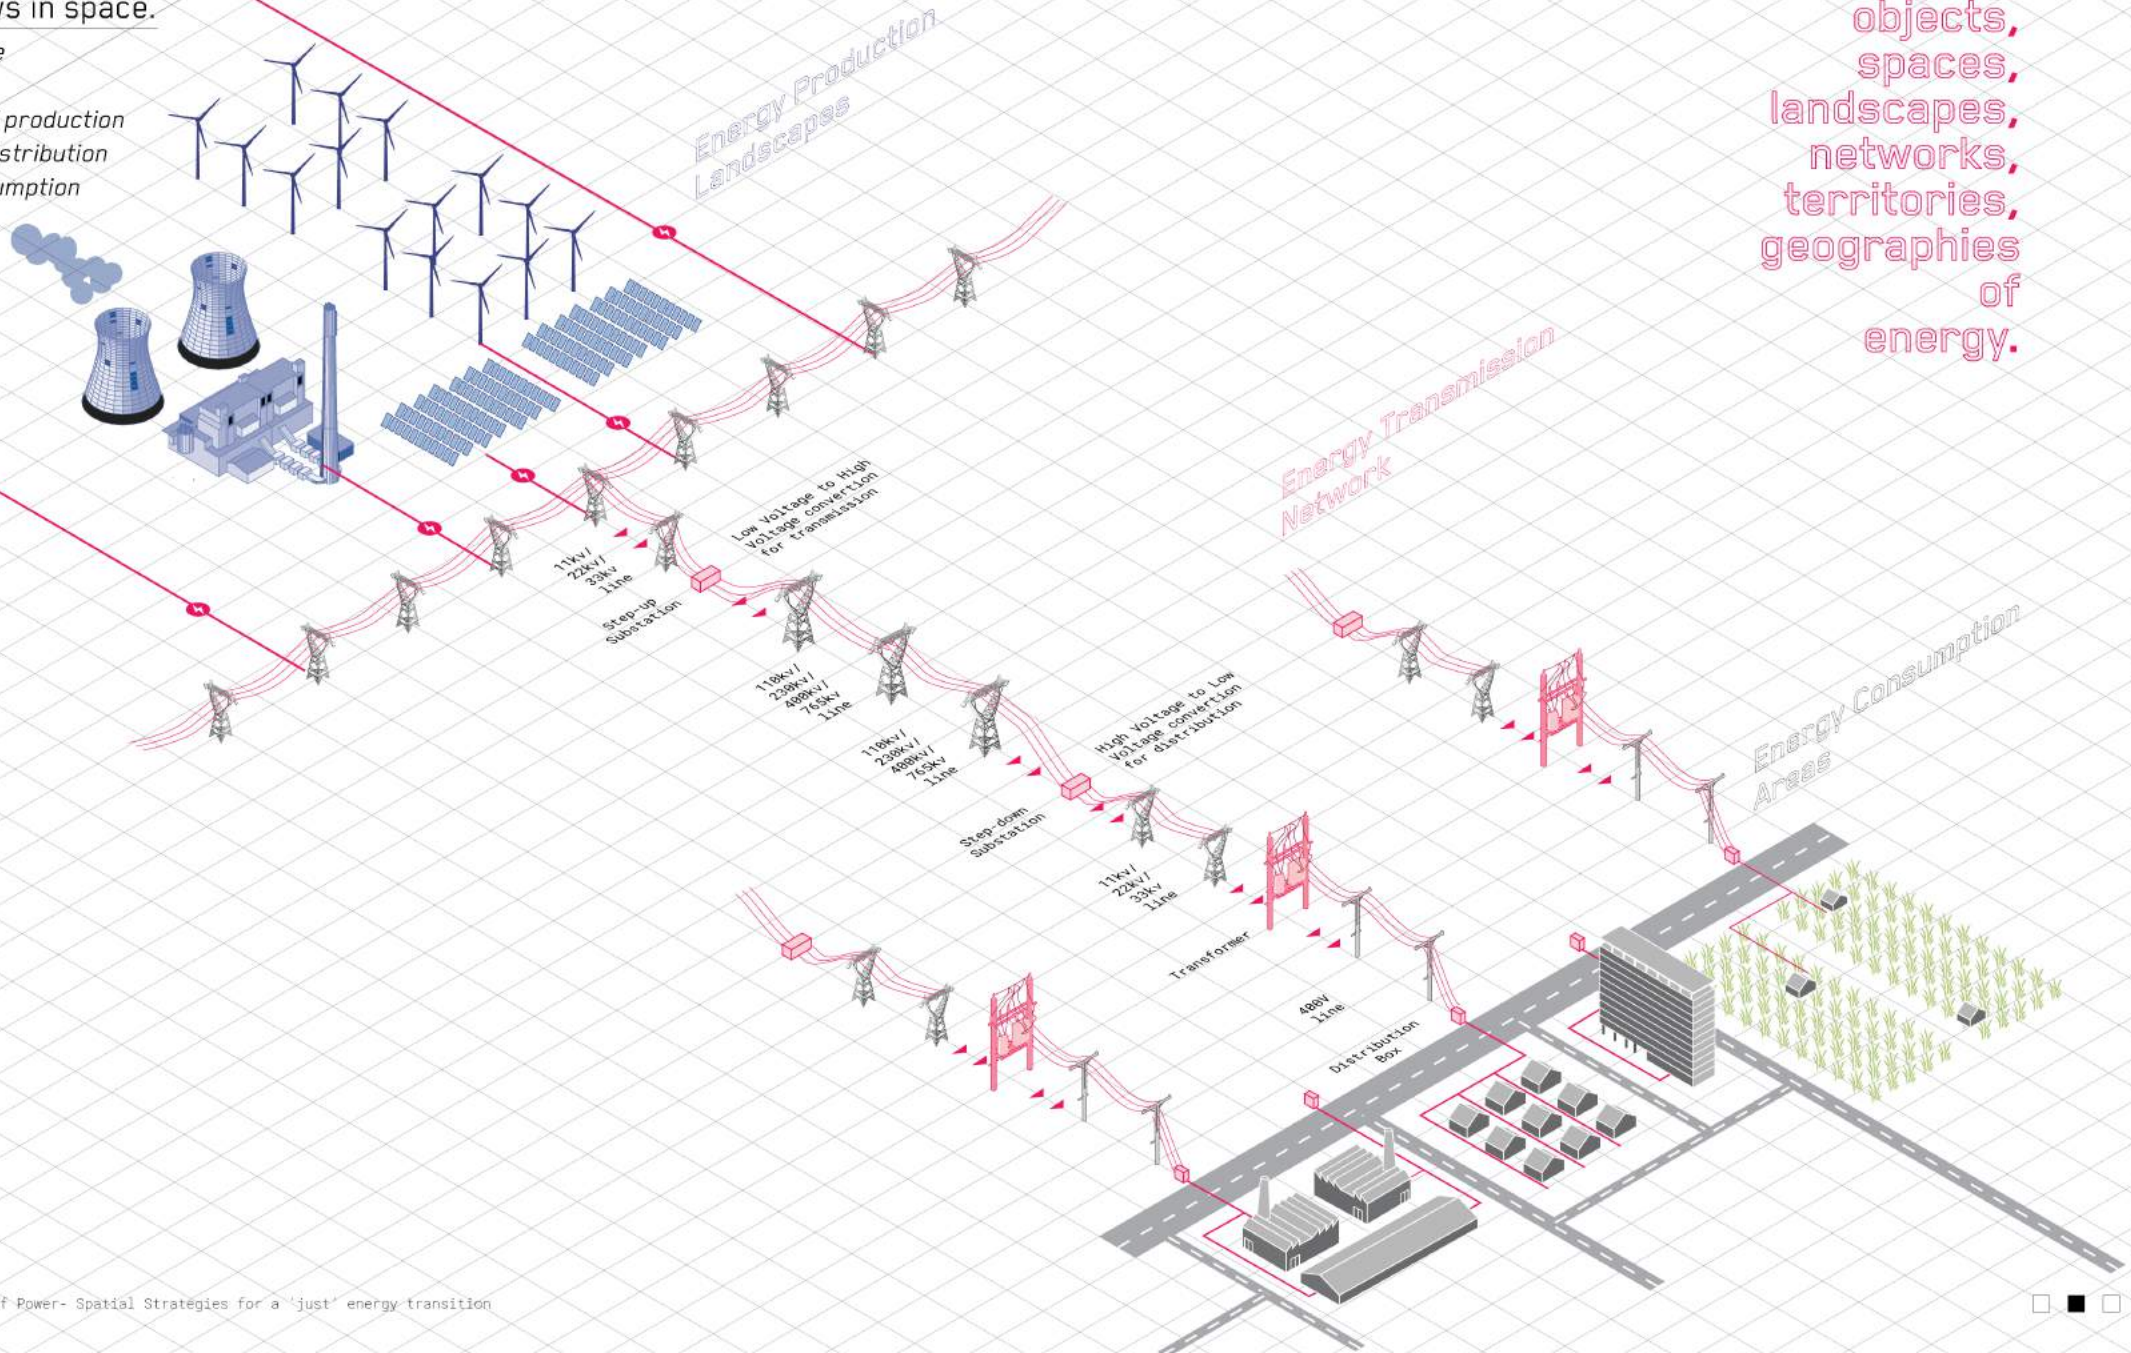 s in space.
e
production
stribution
umption
Energy Production
Landscapes
objects,
spaces,
landscapes,
networks,
territories,
geographies
of
energy.
Energy Transmission
Network
Low Voltage to High
Voltage convertion
for transmission
11kv/
22kv/
33kv
line
Step-up
Substation
110kv/
230kv/
400kv/
765kv
line
110kv/
230kv/
400kv/
765kv
line
High Voltage to Low
Voltage convertion
for distribution
Step-down
Substation
11kv/
22kv/
33kv
line
Energy Consumption
Areas
Transformer
400V
line
Distribution
Box
f Power- Spatial Strategies for a 'just' energy transition